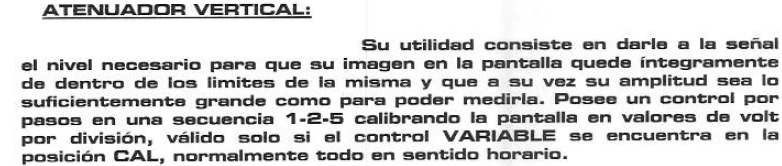 ATENUADOR VERTICAL:
Su utilidad consiste en darle a la señal
el nivel necesario para que su imagen en la pantalla quede íntegramente
de dentro de los limites de la misma y que a su vez su amplitud sea lo
suficientemente grande como para poder medirla. Posee un control por
pasos en una secuencia 1-2-5 calibrando la pantalla en valores de volt
por división, válido solo si el control VARIABLE se encuentra en la
posición CAL, normalmente todo en sentido horario.